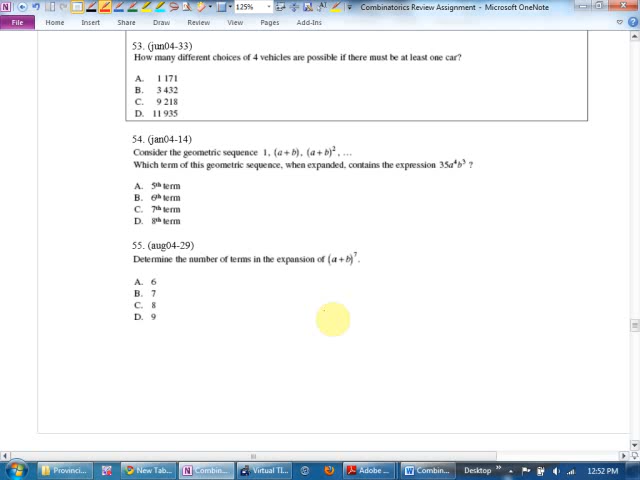 Combinatorics Review Assignment - Microsoft OneNote
125%
File Home Insert Share Draw Review View Page Add-Ins
53. (jun04-33)
How many different choices of 4 vehicles are possible if there must be at least one car?
A. 1 171
B. 3 432
C. 9 218
D. 11 935
54. (jan04-14)
Consider the geometric sequence 1, (a + b), (a + b)², …
Which term of this geometric sequence, when expanded, contains the expression 35a⁴b³ ?
A. 5th term
B. 6th term
C. 7th term
D. 8th term
55. (aug04-29)
Determine the number of terms in the expansion of (a + b)⁷.
A. 6
B. 7
C. 8
D. 9
Provinci... New Tab... Combin... Virtual TI... Adobe ... Combin... Desktop » 12:52 PM